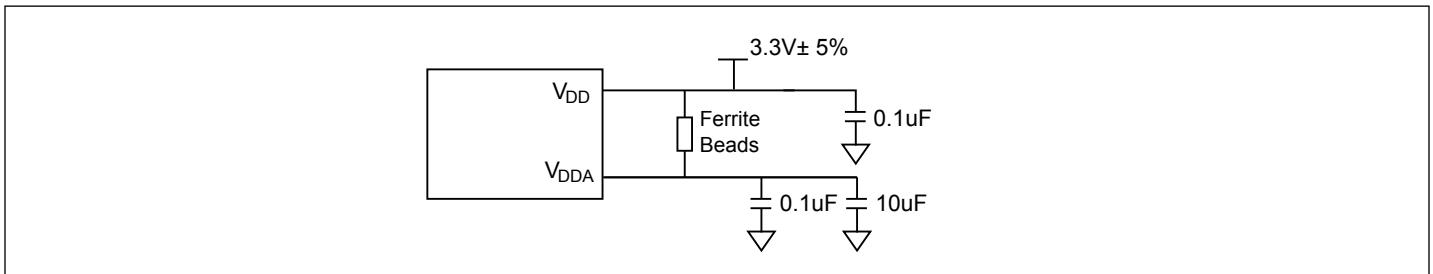 3.3V± 5%
VDD
Ferrite
Beads
0.1uF
VDDA
0.1uF
10uF